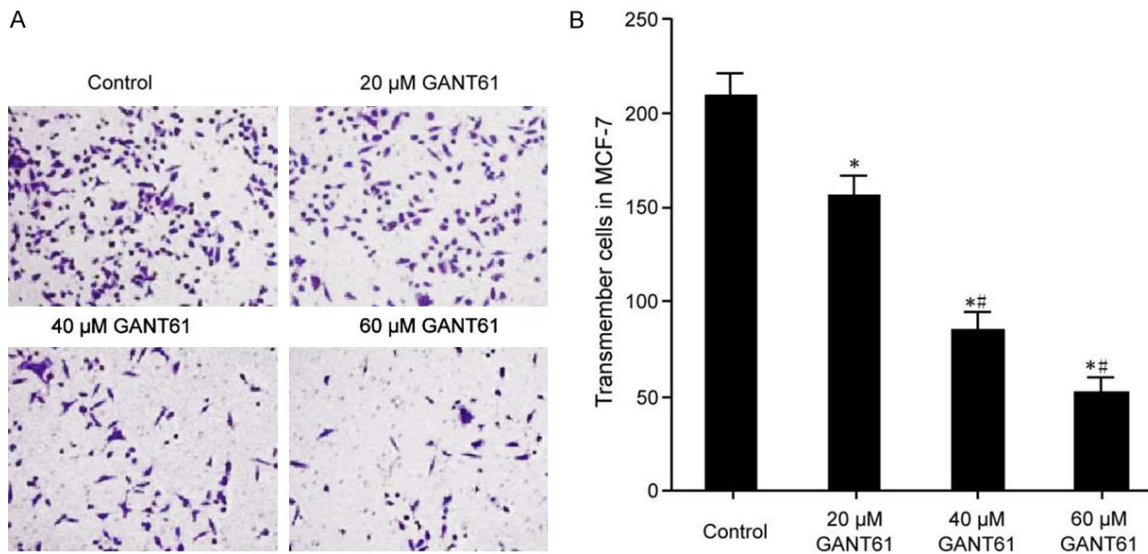 A
Control
20 µM GANT61
40 µM GANT61
60 µM GANT61
B
Transmember cells in MCF-7
250
200
150
100
50
0
*
*#
*#
Control
20 µM
GANT61
40 µM
GANT61
60 µM
GANT61